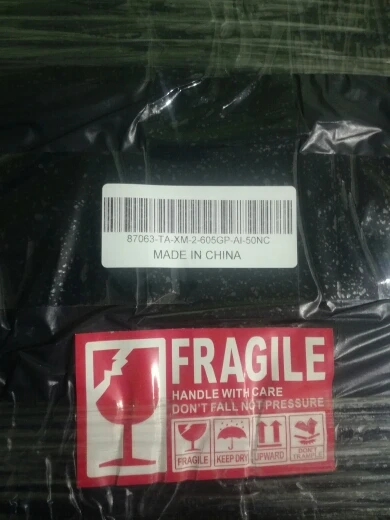 87063-TA-XM-2-605GP-AI-50NC
MADE IN CHINA
FRAGILE
HANDLE WITH CARE
DON'T FALL NOT PRESSURE
FRAGILE KEEP DRY UPWARD DON'T TRAMPLE